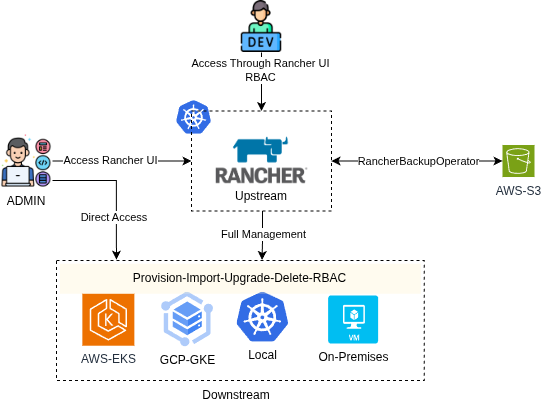 DEV
Access Through Rancher UI
RBAC
Access Rancher UI
RANCHER
Upstream
RancherBackupOperator
AWS-S3
ADMIN
Direct Access
Full Management
Provision-Import-Upgrade-Delete-RBAC
K
VM
AWS-EKS
GCP-GKE
Local
On-Premises
Downstream